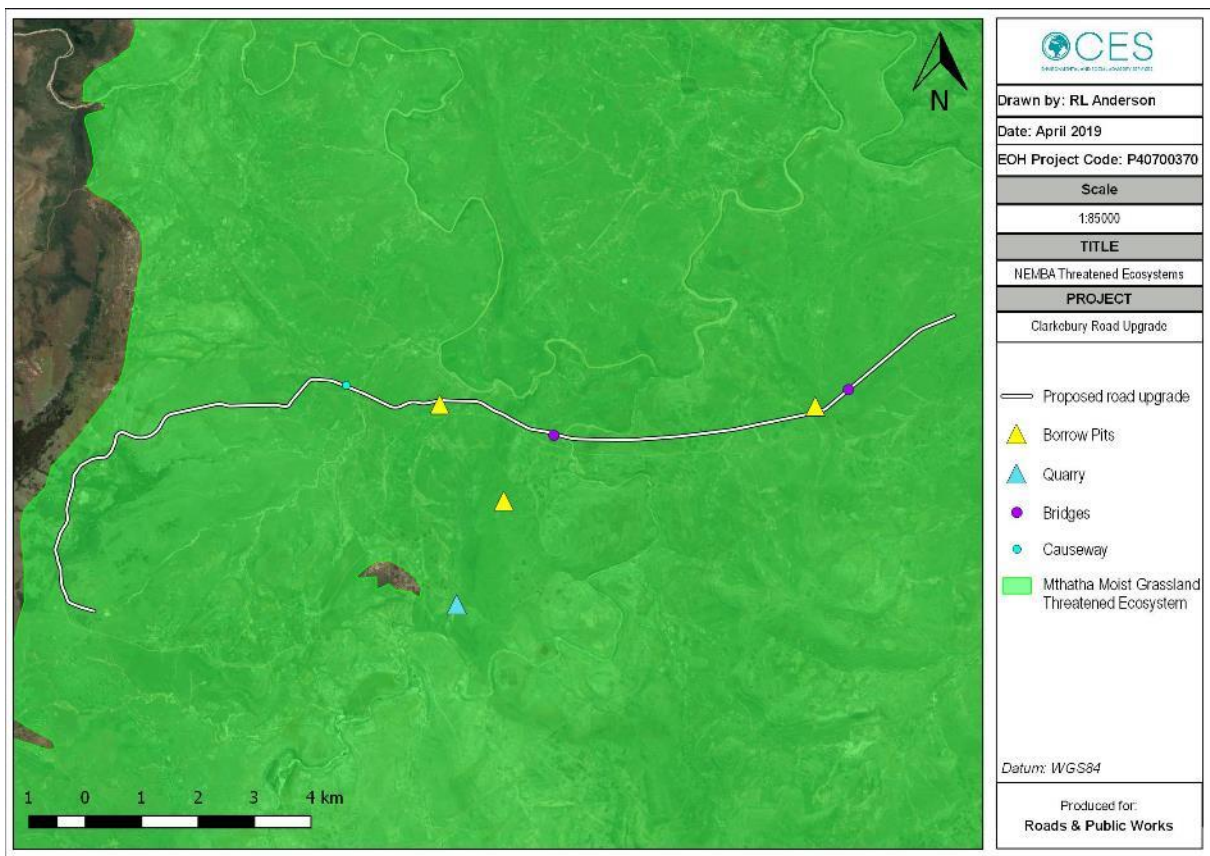 N
1 0 1 2 3 4 km
CES
Drawn by: RL Anderson
Date: April 2019
EOH Project Code: P40700370
Scale
1:85000
TITLE
NEMBA Threatened Ecosystems
PROJECT
Clarkebury Road Upgrade
Proposed road upgrade
Borrow Pits
Quarry
Bridges
Causeway
Mthatha Moist Grassland
Threatened Ecosystem
Datum: WGS84
Produced for:
Roads & Public Works